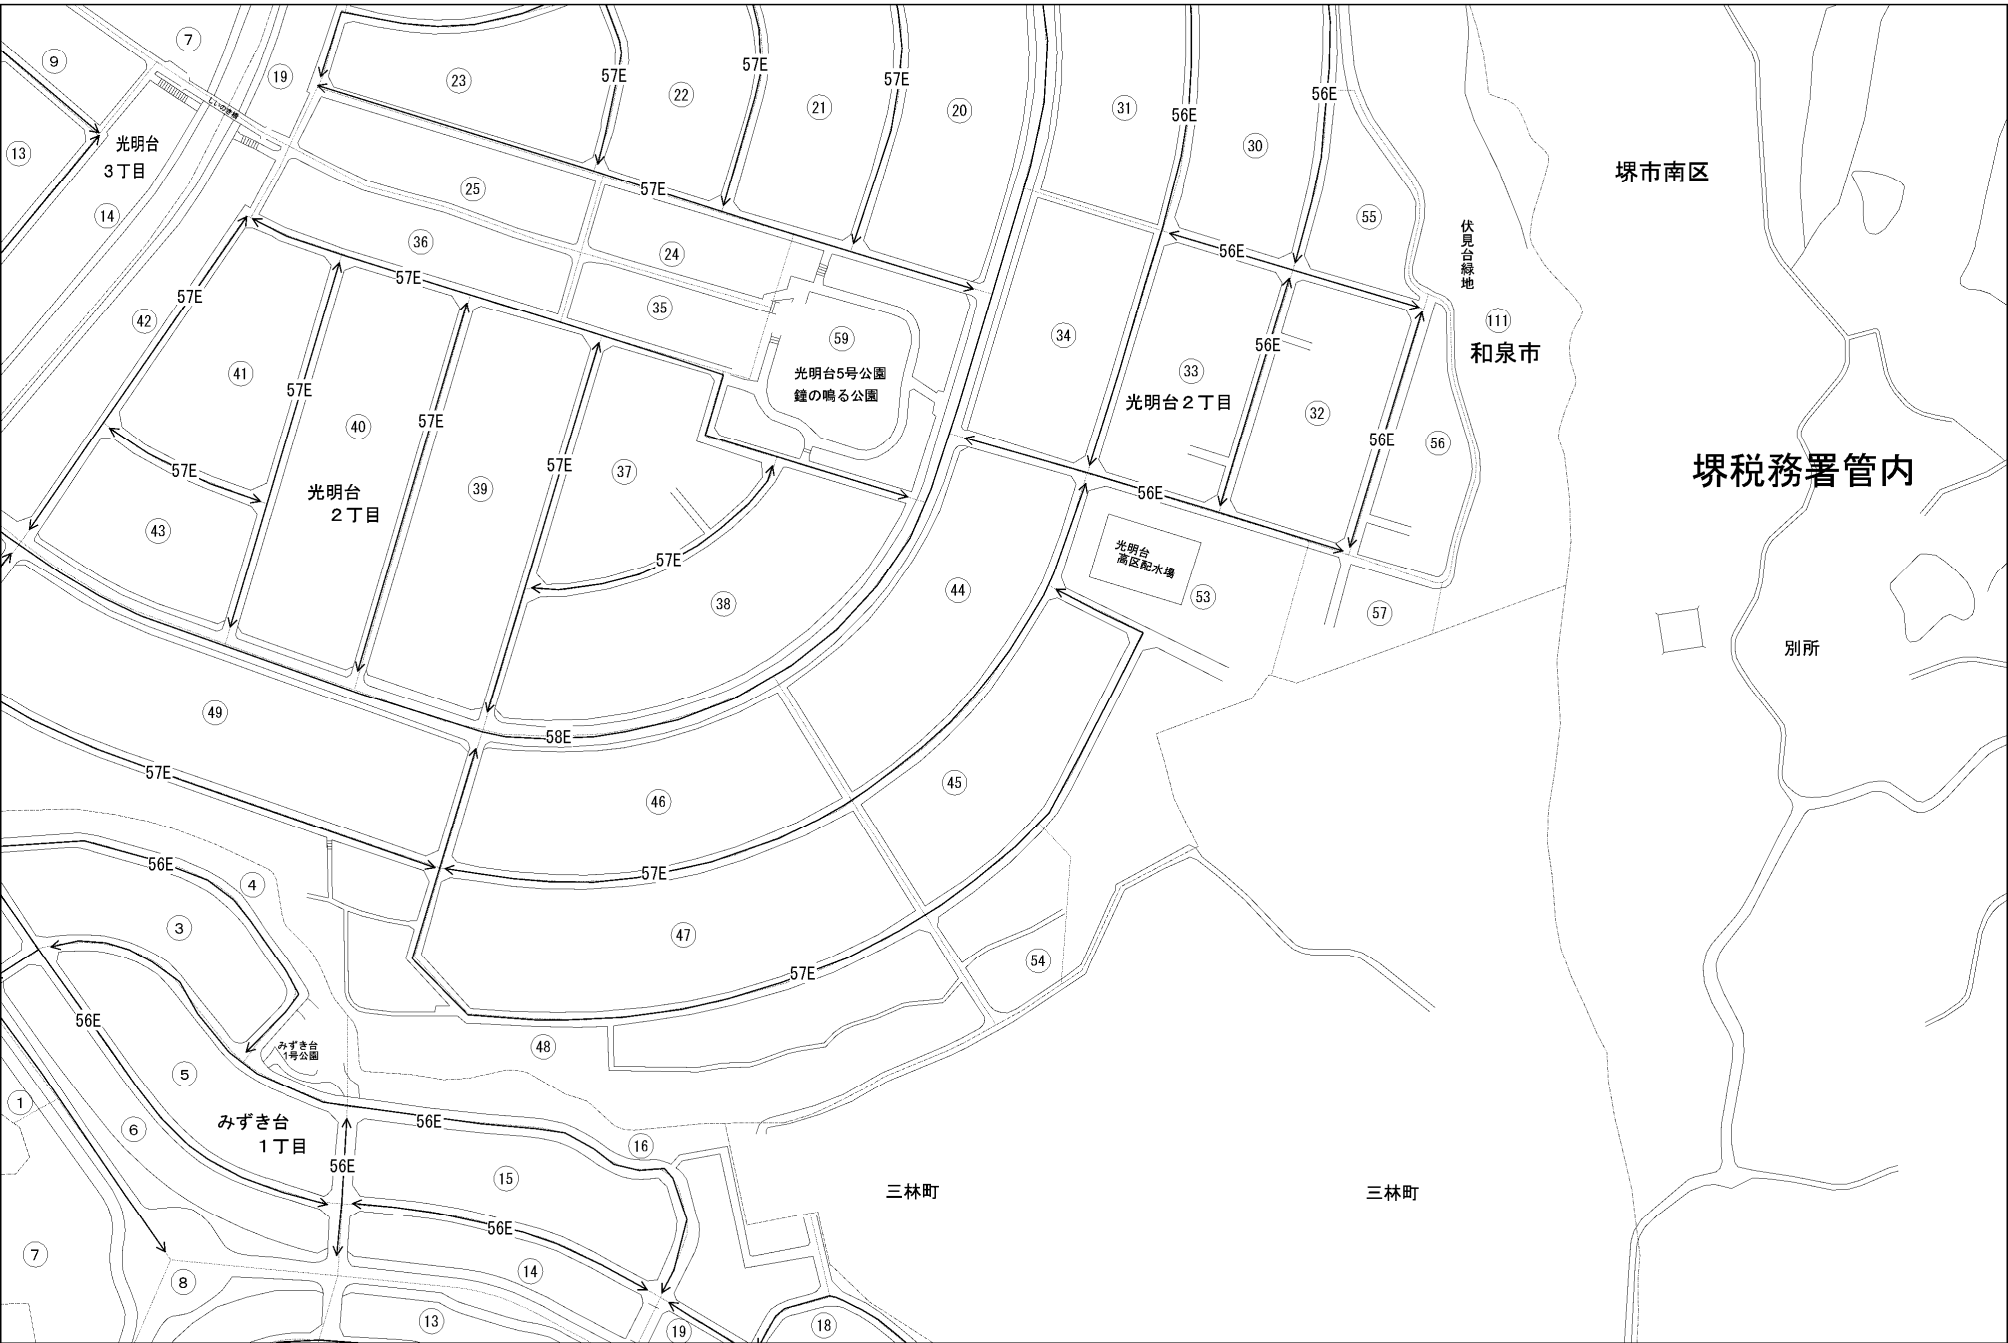 7
9
19
23
57E
22
57E
21
57E
20
31
56E
30
56E
しいのき橋
13
光明台
3丁目
14
25
57E
24
36
57E
35
59
光明台5号公園
鐘の鳴る公園
55
56E
伏見台緑地
111
和泉市
堺市南区
堺税務署管内
別所
57E
42
41
57E
40
57E
39
57E
37
57E
43
光明台
2丁目
57E
38
34
33
光明台2丁目
56E
32
56E
56
56E
光明台
高区配水場
53
57
44
45
49
58E
57E
46
57E
47
57E
54
48
56E
4
3
56E
みずき台
1号公園
5
1
6
みずき台
1丁目
56E
56E
16
15
56E
三林町
三林町
7
8
14
13
19
18